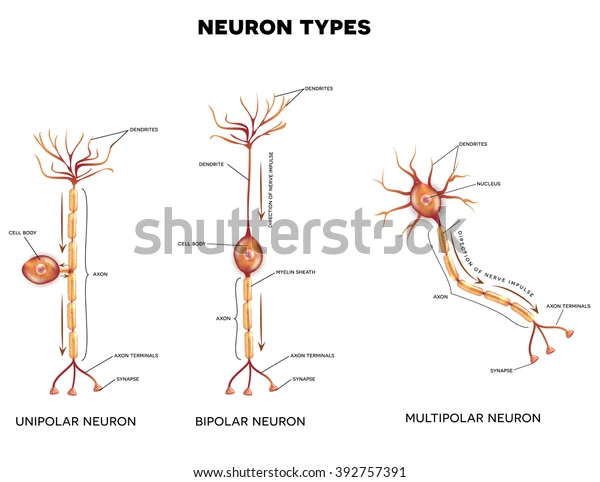 NEURON TYPES
DENDRITES
CELL BODY
AXON
AXON TERMINALS
SYNAPSE
UNIPOLAR NEURON
DENDRITES
DENDRITE
DIRECTION OF NERVE IMPULSE
CELL BODY
MYELIN SHEATH
AXON
AXON TERMINALS
SYNAPSE
BIPOLAR NEURON
DENDRITES
NUCLEUS
DIRECTION OF NERVE IMPULSE
AXON
AXON TERMINALS
SYNAPSE
MULTIPOLAR NEURON
shutterstock
shutterstock.com · 392757391